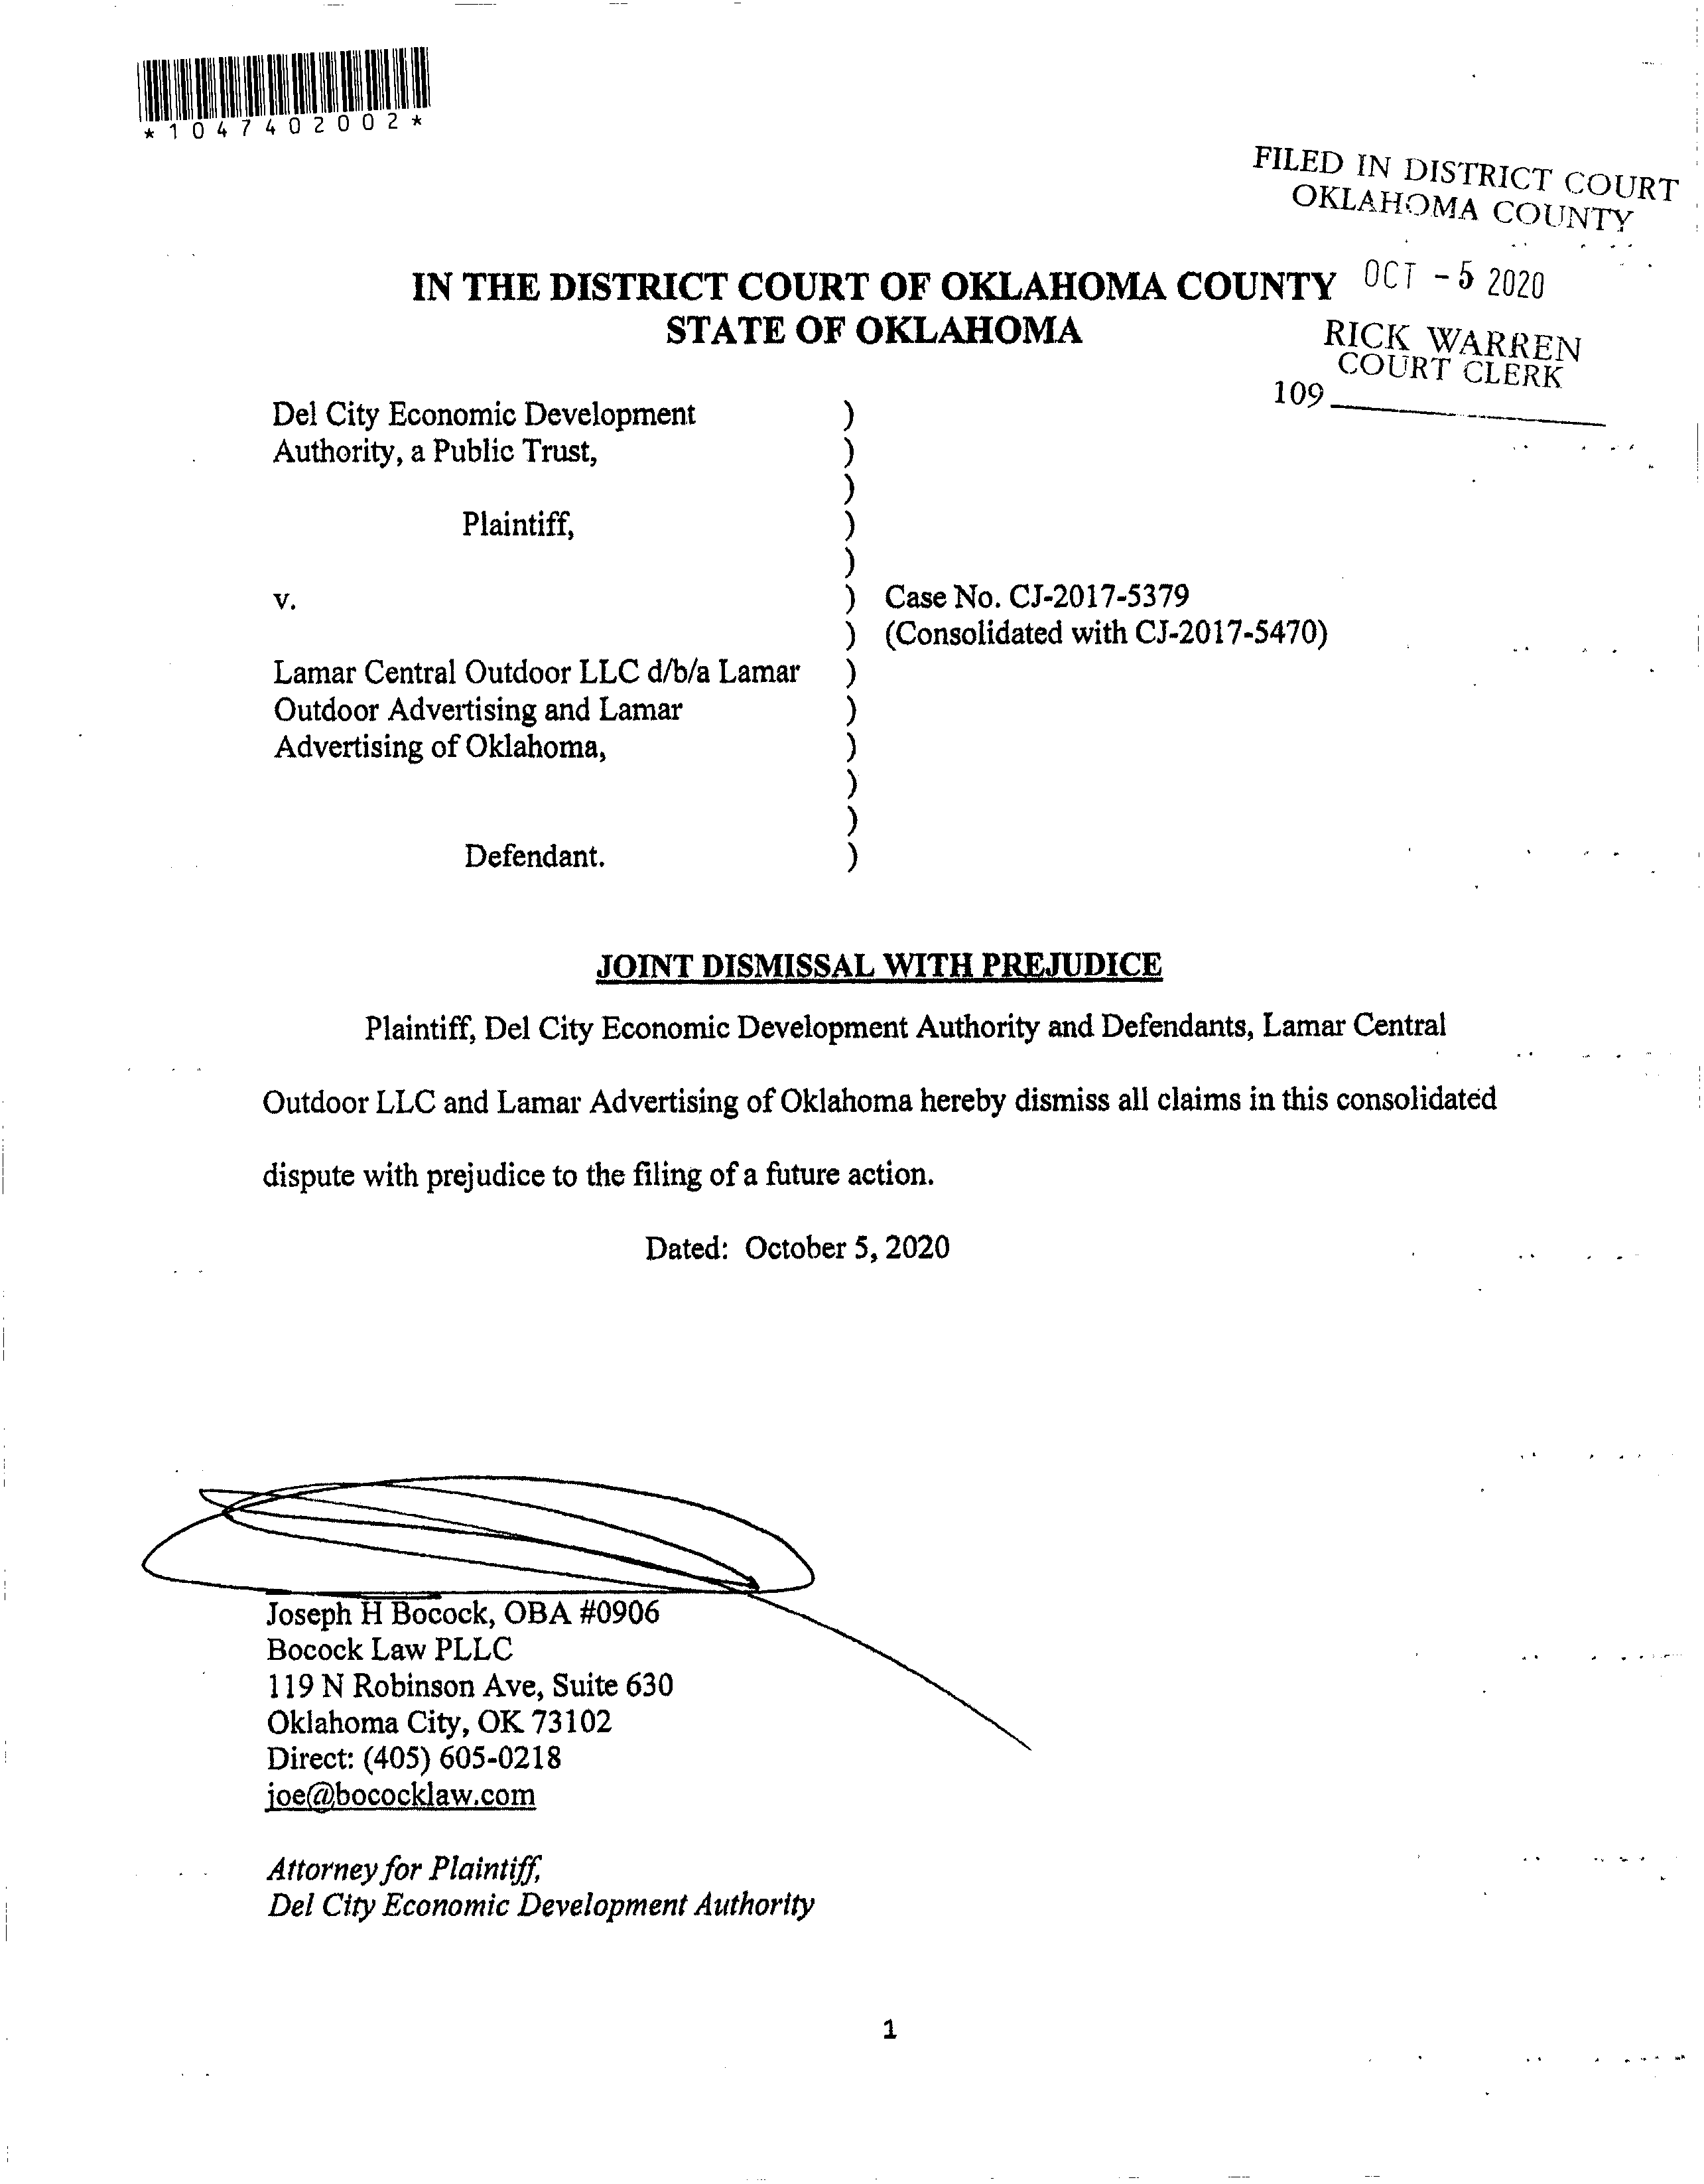 *1047402002*
FILED IN DISTRICT COURT
OKLAHOMA COUNTY
OCT - 5 2020
RICK WARREN
COURT CLERK
109
IN THE DISTRICT COURT OF OKLAHOMA COUNTY
STATE OF OKLAHOMA
Del City Economic Development )
Authority, a Public Trust, )
)
Plaintiff, )
)
v. ) Case No. CJ-2017-5379
) (Consolidated with CJ-2017-5470)
Lamar Central Outdoor LLC d/b/a Lamar )
Outdoor Advertising and Lamar )
Advertising of Oklahoma, )
)
)
Defendant. )
JOINT DISMISSAL WITH PREJUDICE
Plaintiff, Del City Economic Development Authority and Defendants, Lamar Central
Outdoor LLC and Lamar Advertising of Oklahoma hereby dismiss all claims in this consolidated
dispute with prejudice to the filing of a future action.
Dated: October 5, 2020
Joseph H Bocock, OBA #0906
Bocock Law PLLC
119 N Robinson Ave, Suite 630
Oklahoma City, OK 73102
Direct: (405) 605-0218
joe@bococklaw.com
Attorney for Plaintiff,
Del City Economic Development Authority
1